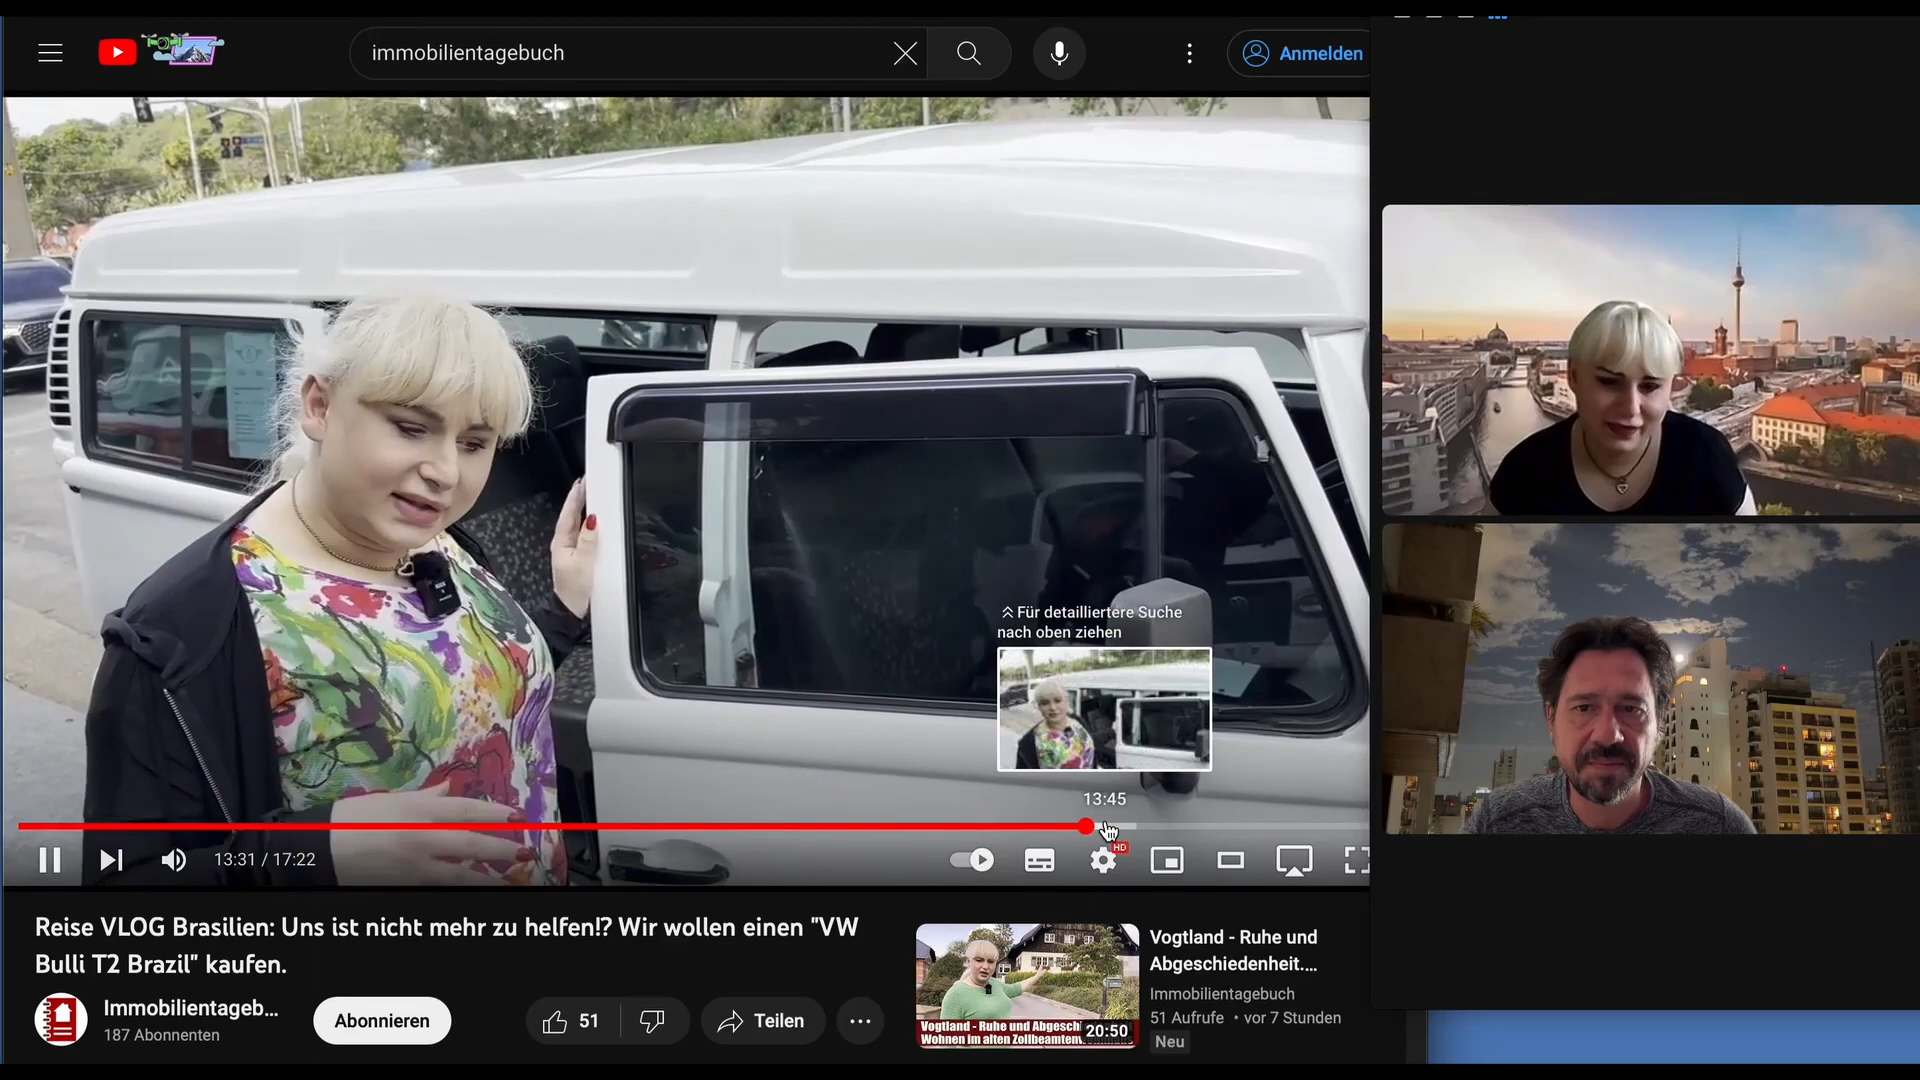 immobilientagebuch
Anmelden
Für detailliertere Suche
nach oben ziehen
13:45
13:31 / 17:22
HD
Reise VLOG Brasilien: Uns ist nicht mehr zu helfen!? Wir wollen einen "VW
Bulli T2 Brazil" kaufen.
Immobilientageb...
187 Abonnenten
Abonnieren
51
Teilen
Vogtland - Ruhe und Abgesch
Wohnen im alten Zollbeamten
20:50
Vogtland - Ruhe und
Abgeschiedenheit....
Immobilientagebuch
51 Aufrufe • vor 7 Stunden
Neu